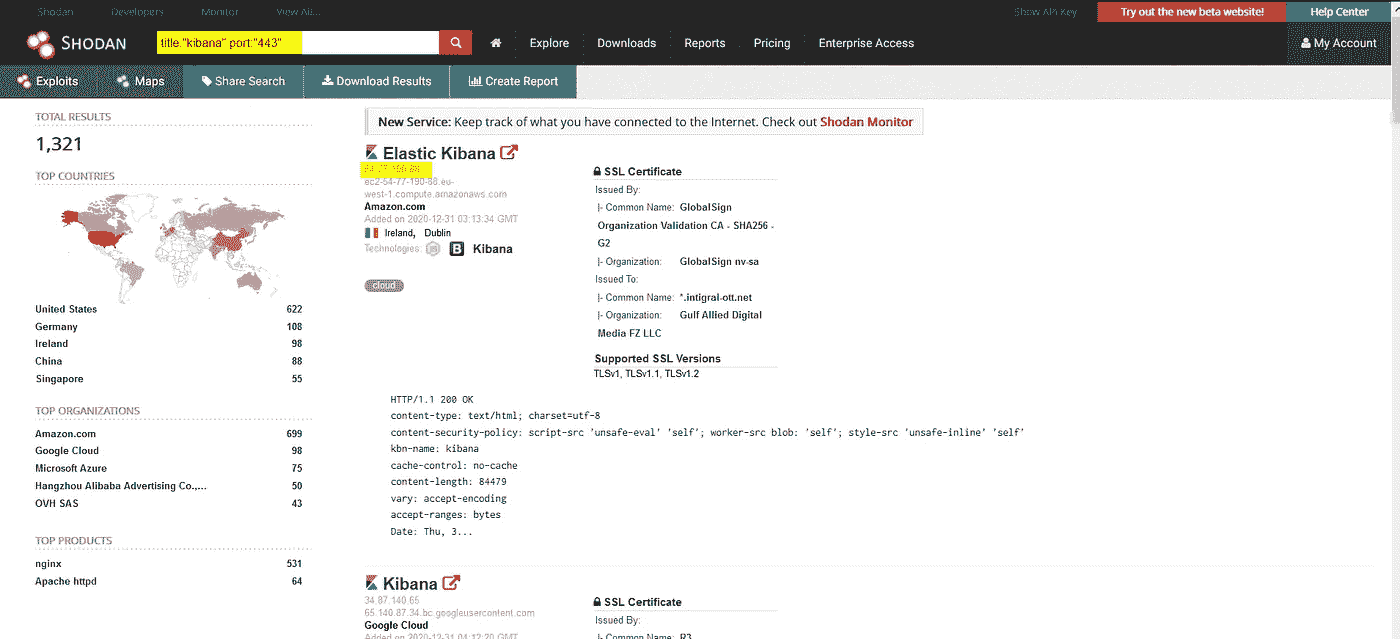 Shodan Developers Monitor View All... Show API Key Try out the new beta website! Help Center
SHODAN title:"kibana" port:"443" Explore Downloads Reports Pricing Enterprise Access My Account
Exploits Maps Share Search Download Results Create Report
TOTAL RESULTS
1,321
TOP COUNTRIES
United States 622
Germany 108
Ireland 98
China 88
Singapore 55
TOP ORGANIZATIONS
Amazon.com 699
Google Cloud 98
Microsoft Azure 75
Hangzhou Alibaba Advertising Co.,... 50
OVH SAS 43
TOP PRODUCTS
nginx 531
Apache httpd 64
New Service: Keep track of what you have connected to the Internet. Check out Shodan Monitor
Elastic Kibana
ec2-54-77-190-88.eu-
west-1.compute.amazonaws.com
Amazon.com
Added on 2020-12-31 03:13:34 GMT
Ireland, Dublin
Technologies: B Kibana
cloud
SSL Certificate
Issued By:
|- Common Name: GlobalSign
Organization Validation CA - SHA256 -
G2
|- Organization: GlobalSign nv-sa
Issued To:
|- Common Name: *.intigral-ott.net
|- Organization: Gulf Allied Digital
Media FZ LLC
Supported SSL Versions
TLSv1, TLSv1.1, TLSv1.2
HTTP/1.1 200 OK
content-type: text/html; charset=utf-8
content-security-policy: script-src 'unsafe-eval' 'self'; worker-src blob: 'self'; style-src 'unsafe-inline' 'self'
kbn-name: kibana
cache-control: no-cache
content-length: 84479
vary: accept-encoding
accept-ranges: bytes
Date: Thu, 3...
Kibana
34.87.140.65
65.140.87.34.bc.googleusercontent.com
Google Cloud
Added on 2020-12-31 04:12:20 GMT
SSL Certificate
Issued By:
|- Common Name: R3